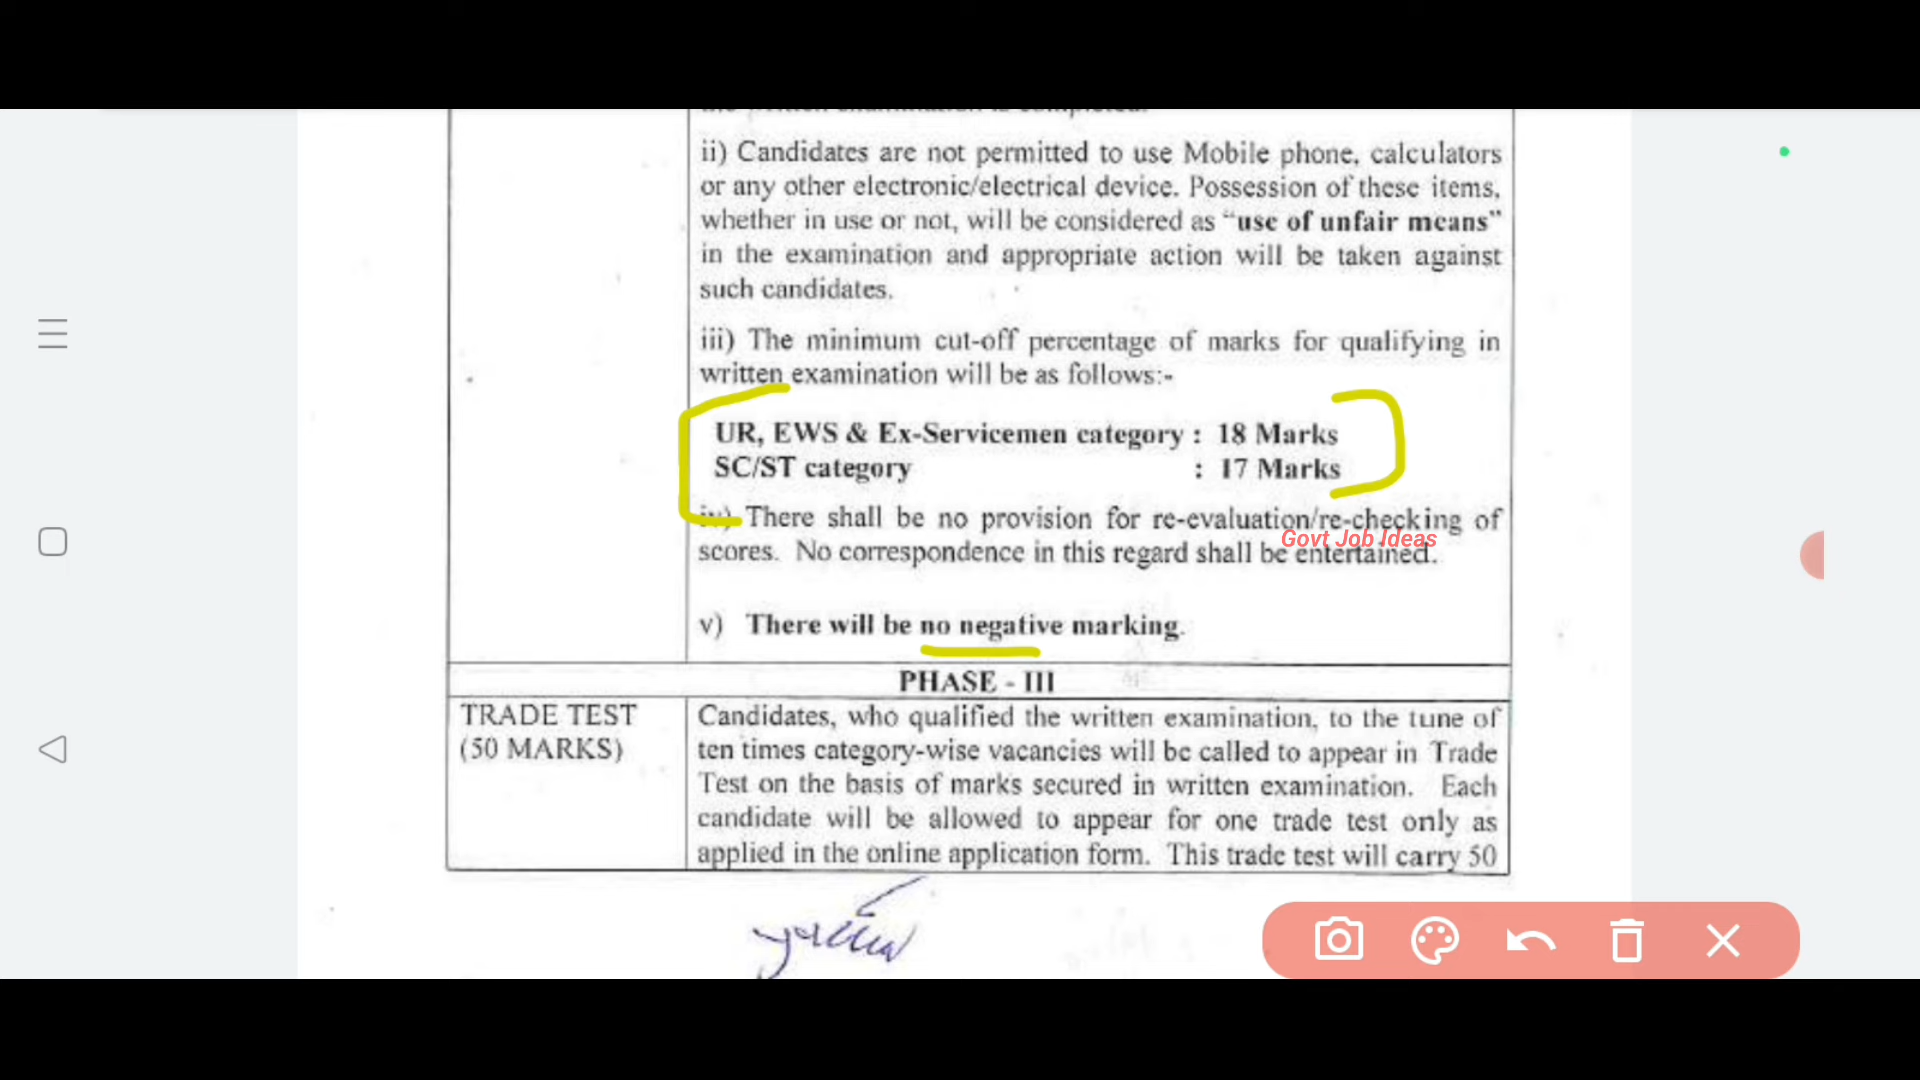 the written examination is completed.
ii) Candidates are not permitted to use Mobile phone, calculators
or any other electronic/electrical device. Possession of these items,
whether in use or not, will be considered as “use of unfair means”
in the examination and appropriate action will be taken against
such candidates.
iii) The minimum cut-off percentage of marks for qualifying in
written examination will be as follows:-
UR, EWS & Ex-Servicemen category : 18 Marks
SC/ST category : 17 Marks
iv) There shall be no provision for re-evaluation/re-checking of
scores. No correspondence in this regard shall be entertained.
Govt Job Ideas
v) There will be no negative marking.
PHASE - III
TRADE TEST
(50 MARKS)
Candidates, who qualified the written examination, to the tune of
ten times category-wise vacancies will be called to appear in Trade
Test on the basis of marks secured in written examination. Each
candidate will be allowed to appear for one trade test only as
applied in the online application form. This trade test will carry 50